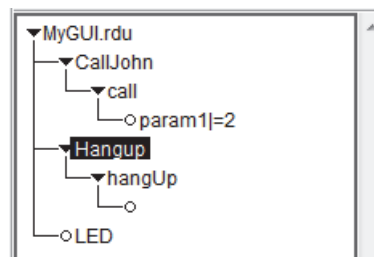 MyGUI.rdu
CallJohn
call
param1|=2
Hangup
hangUp
LED